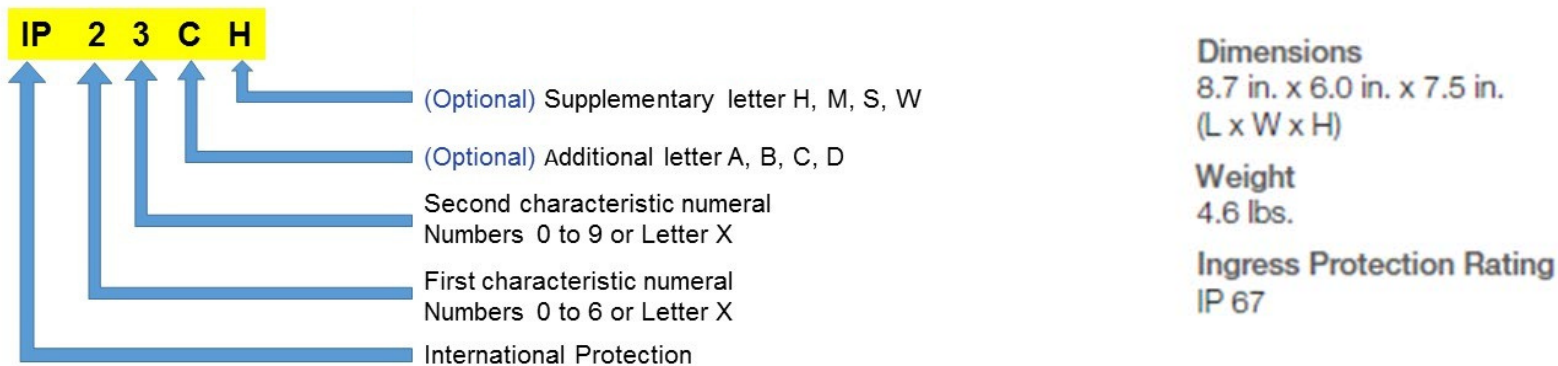 IP 2 3 C H
(Optional) Supplementary letter H, M, S, W
(Optional) Additional letter A, B, C, D
Second characteristic numeral
Numbers 0 to 9 or Letter X
First characteristic numeral
Numbers 0 to 6 or Letter X
International Protection
Dimensions
8.7 in. x 6.0 in. x 7.5 in.
(L x W x H)
Weight
4.6 lbs.
Ingress Protection Rating
IP 67